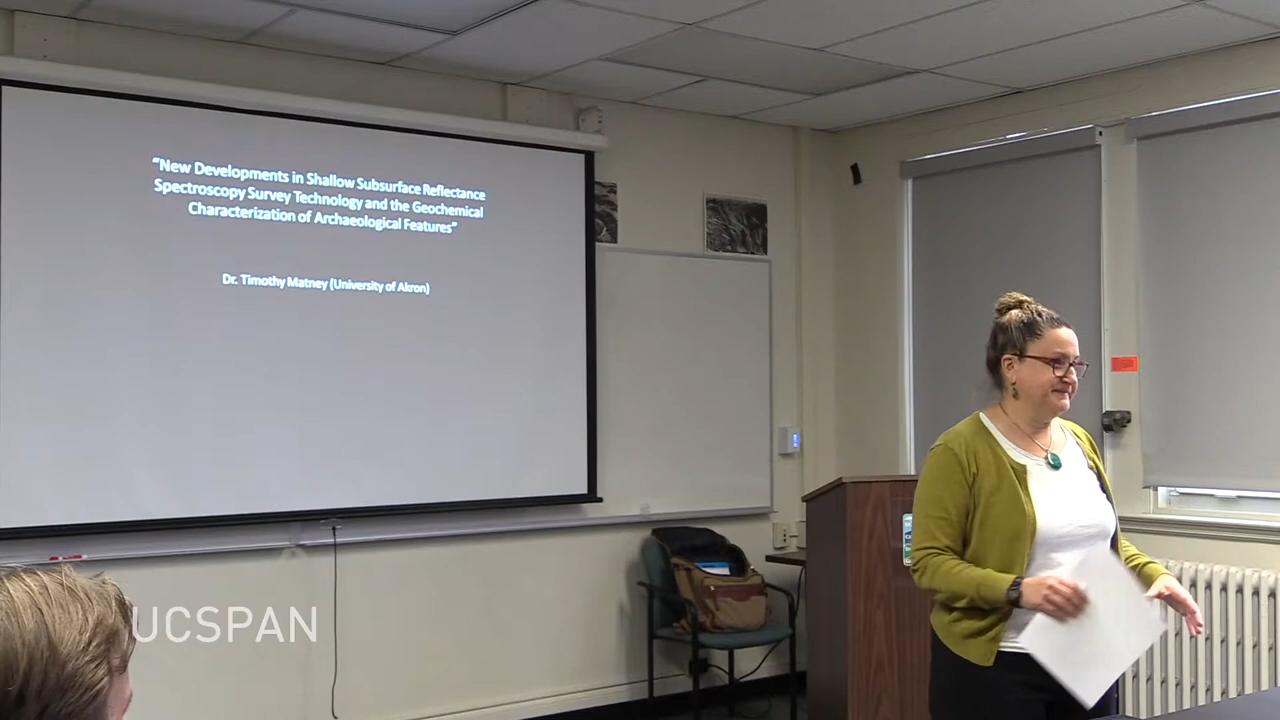 “New Developments in Shallow Subsurface Reflectance
Spectroscopy Survey Technology and the Geochemical
Characterization of Archaeological Features”
Dr. Timothy Matney (University of Akron)
UCSPAN